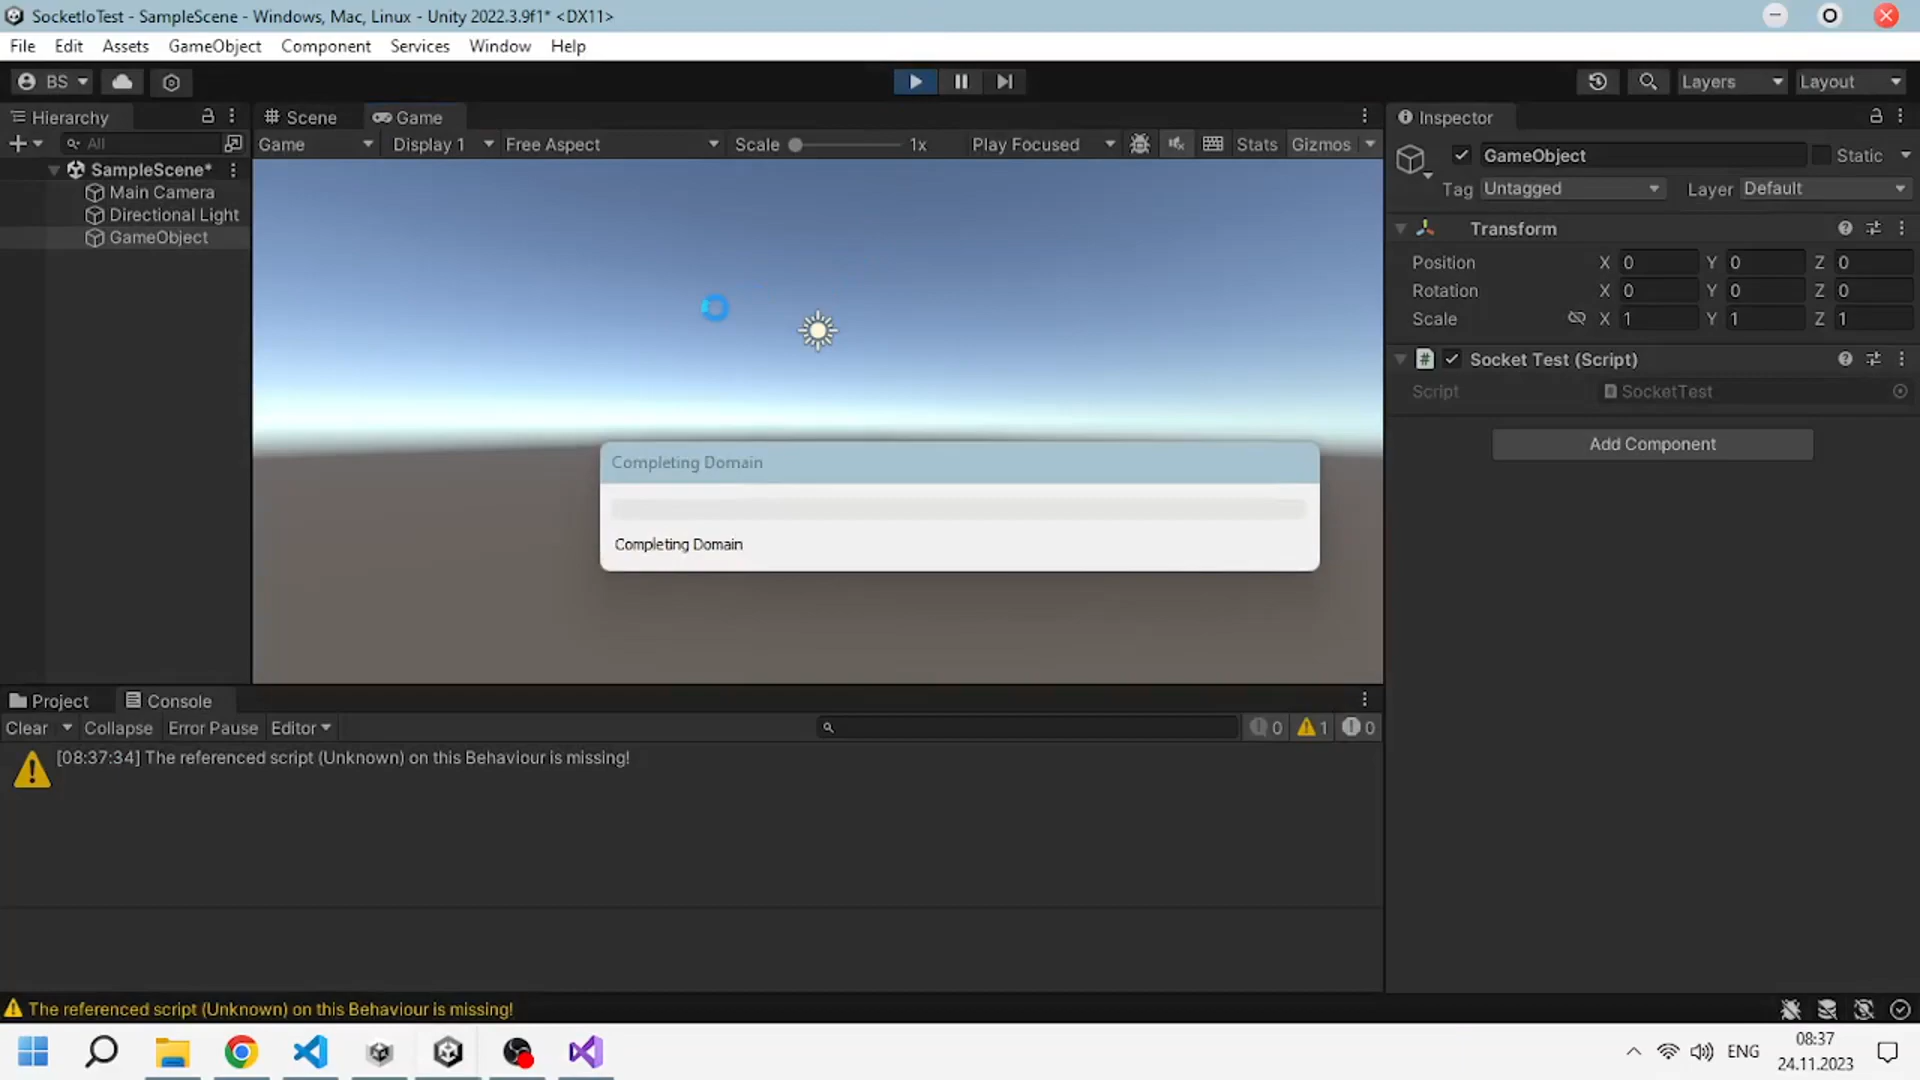 SocketIoTest - SampleScene - Windows, Mac, Linux - Unity 2022.3.9f1* <DX11>
File Edit Assets GameObject Component Services Window Help
BS Layers Layout
Hierarchy Scene Game Inspector
All Game Display 1 Free Aspect Scale 1x Play Focused Stats Gizmos
GameObject Static
SampleScene*
Main Camera
Tag Untagged Layer Default
Directional Light
Transform
GameObject
Position X 0 Y 0 Z 0
Rotation X 0 Y 0 Z 0
Scale X 1 Y 1 Z 1
# Socket Test (Script)
Script SocketTest
Add Component
Completing Domain
Completing Domain
Project Console
Clear Collapse Error Pause Editor 0 1 0
[08:37:34] The referenced script (Unknown) on this Behaviour is missing!
The referenced script (Unknown) on this Behaviour is missing!
ENG 08:37
24.11.2023